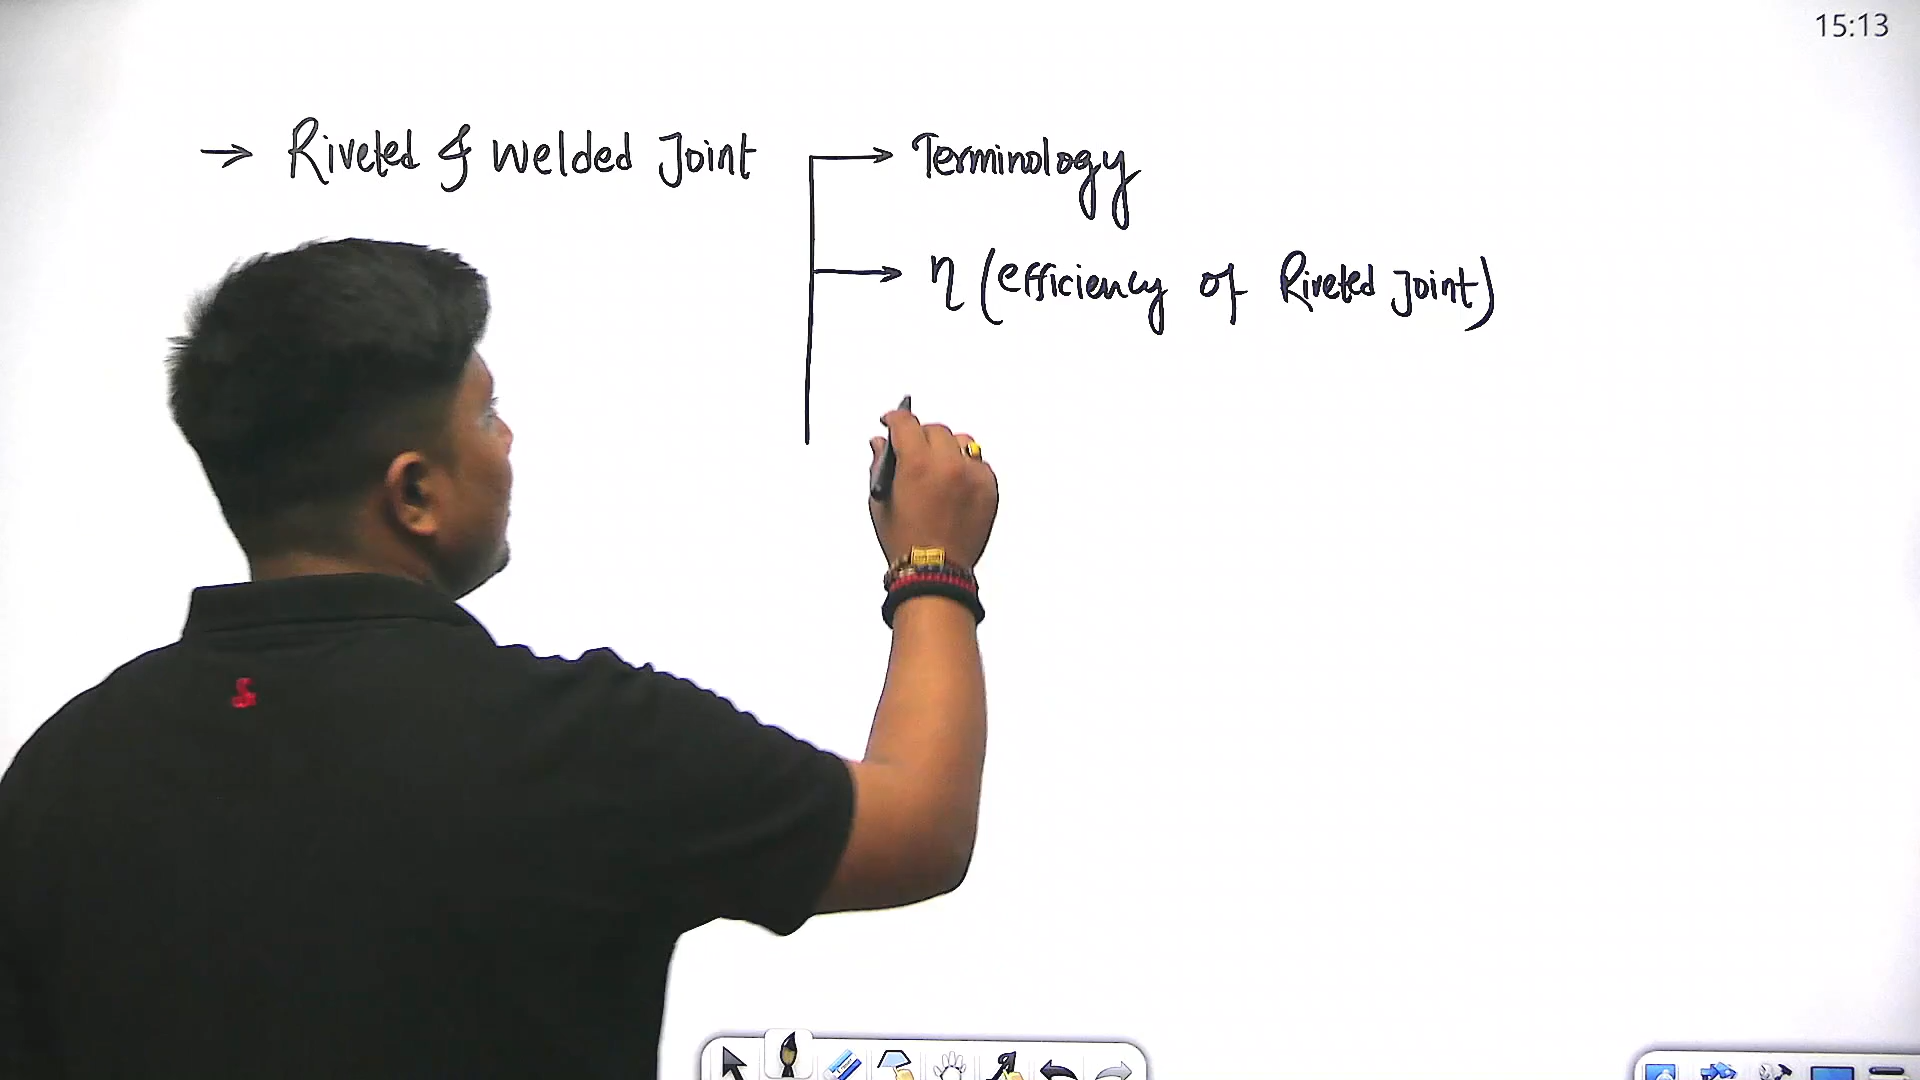 15:13
→ Riveted & Welded Joint → Terminology
→ η (efficiency of Riveted Joint)